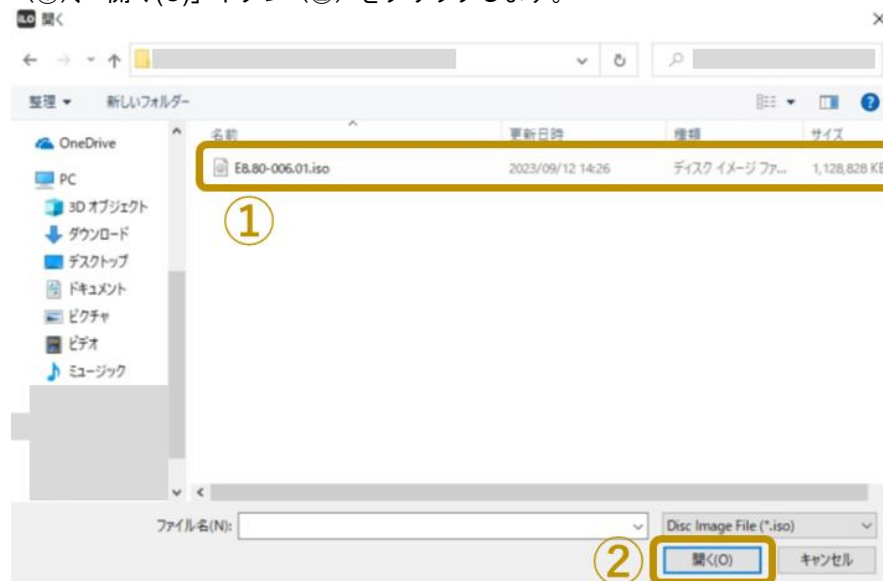 iLO 開く
整理 新しいフォルダー
名前 更新日時 種類 サイズ
OneDrive
E8.80-006.01.iso 2023/09/12 14:26 ディスク イメージ ファ... 1,128,828 KB
PC
3D オブジェクト
①
ダウンロード
デスクトップ
ドキュメント
ピクチャ
ビデオ
ミュージック
ファイル名(N): Disc Image File (*.iso)
② 開く(O) キャンセル